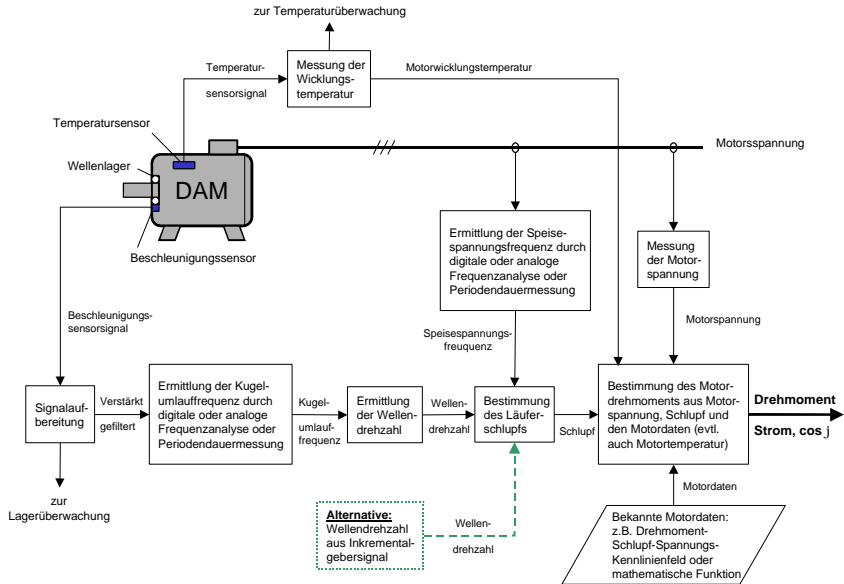 zur Temperaturüberwachung
Temperatur-
sensorsignal
Messung der
Wicklungs-
temperatur
Motorwicklungstemperatur
Temperatursensor
Wellenlager
DAM
Beschleunigungssensor
Motorsspannung
Ermittlung der Speise-
spannungsfrequenz durch
digitale oder analoge
Frequenzanalyse oder
Periodendauermessung
Messung
der Motor-
spannung
Beschleunigungs-
sensorsignal
Speisespannungs-
freuquenz
Motorspannung
Signalauf-
bereitung
Verstärkt
gefiltert
Ermittlung der Kugel-
umlauffrequenz durch
digitale oder analoge
Frequenzanalyse oder
Periodendauermessung
Kugel-
umlauf-
frequenz
Ermittlung
der Wellen-
drehzahl
Wellen-
drehzahl
Bestimmung
des Läufer-
schlupfs
Schlupf
Bestimmung des Motor-
drehmoments aus Motor-
spannung, Schlupf und
den Motordaten (evtl.
auch Motortemperatur)
Drehmoment
Strom, cos j
zur
Lagerüberwachung
Alternative:
Wellendrehzahl
aus Inkremental-
gebersignal
Wellen-
drehzahl
Motordaten
Bekannte Motordaten:
z.B. Drehmoment-
Schlupf-Spannungs-
Kennlinienfeld oder
mathematische Funktion